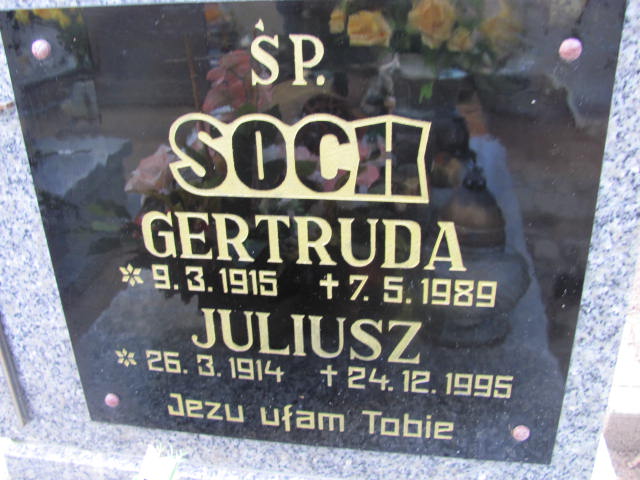 ŚP.
SOCH
GERTRUDA
* 9. 3. 1915 † 7. 5. 1989
JULIUSZ
* 26. 3. 1914 † 24. 12. 1995
Jezu ufam Tobie